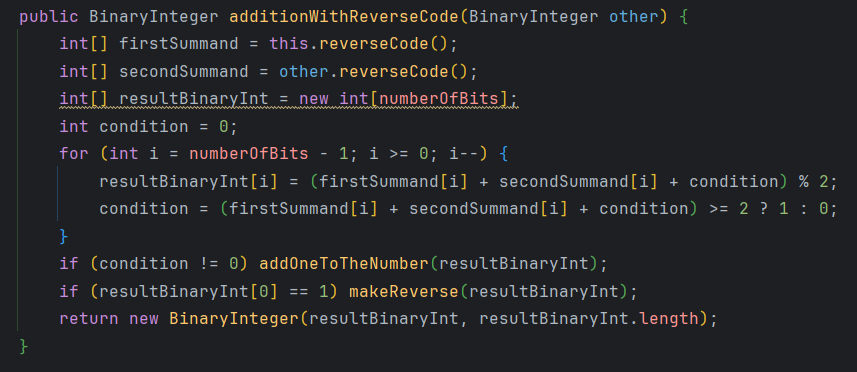 public BinaryInteger additionWithReverseCode(BinaryInteger other) {
    int[] firstSummand = this.reverseCode();
    int[] secondSummand = other.reverseCode();
    int[] resultBinaryInt = new int[numberOfBits];
    int condition = 0;
    for (int i = numberOfBits - 1; i >= 0; i--) {
        resultBinaryInt[i] = (firstSummand[i] + secondSummand[i] + condition) % 2;
        condition = (firstSummand[i] + secondSummand[i] + condition) >= 2 ? 1 : 0;
    }
    if (condition != 0) addOneToTheNumber(resultBinaryInt);
    if (resultBinaryInt[0] == 1) makeReverse(resultBinaryInt);
    return new BinaryInteger(resultBinaryInt, resultBinaryInt.length);
}